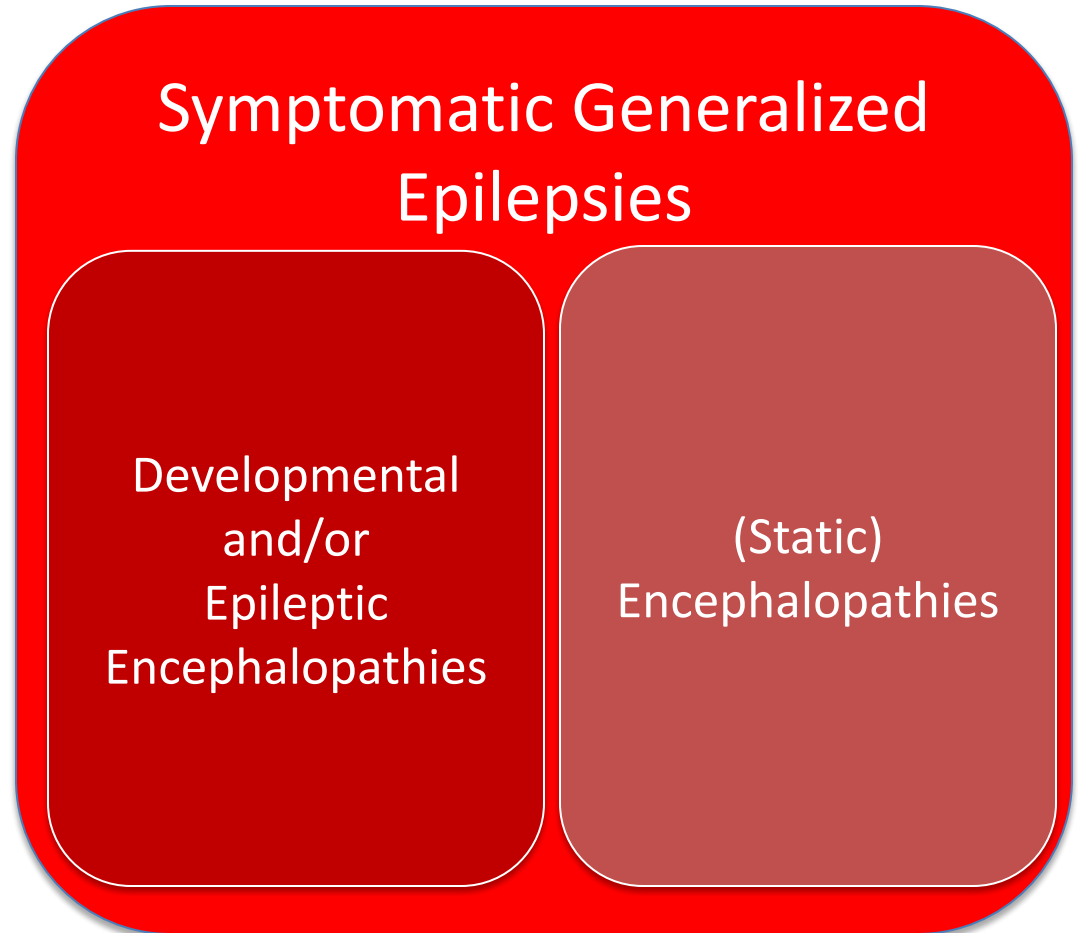 Symptomatic Generalized
Epilepsies
Developmental
and/or
Epileptic
Encephalopathies
(Static)
Encephalopathies